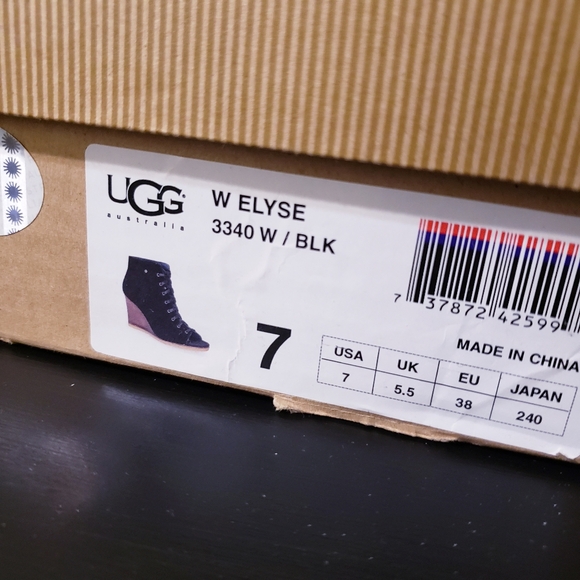 UGG
australia
W ELYSE
3340 W / BLK
7 37872 42599
7
MADE IN CHINA
USA UK EU JAPAN
7 5.5 38 240